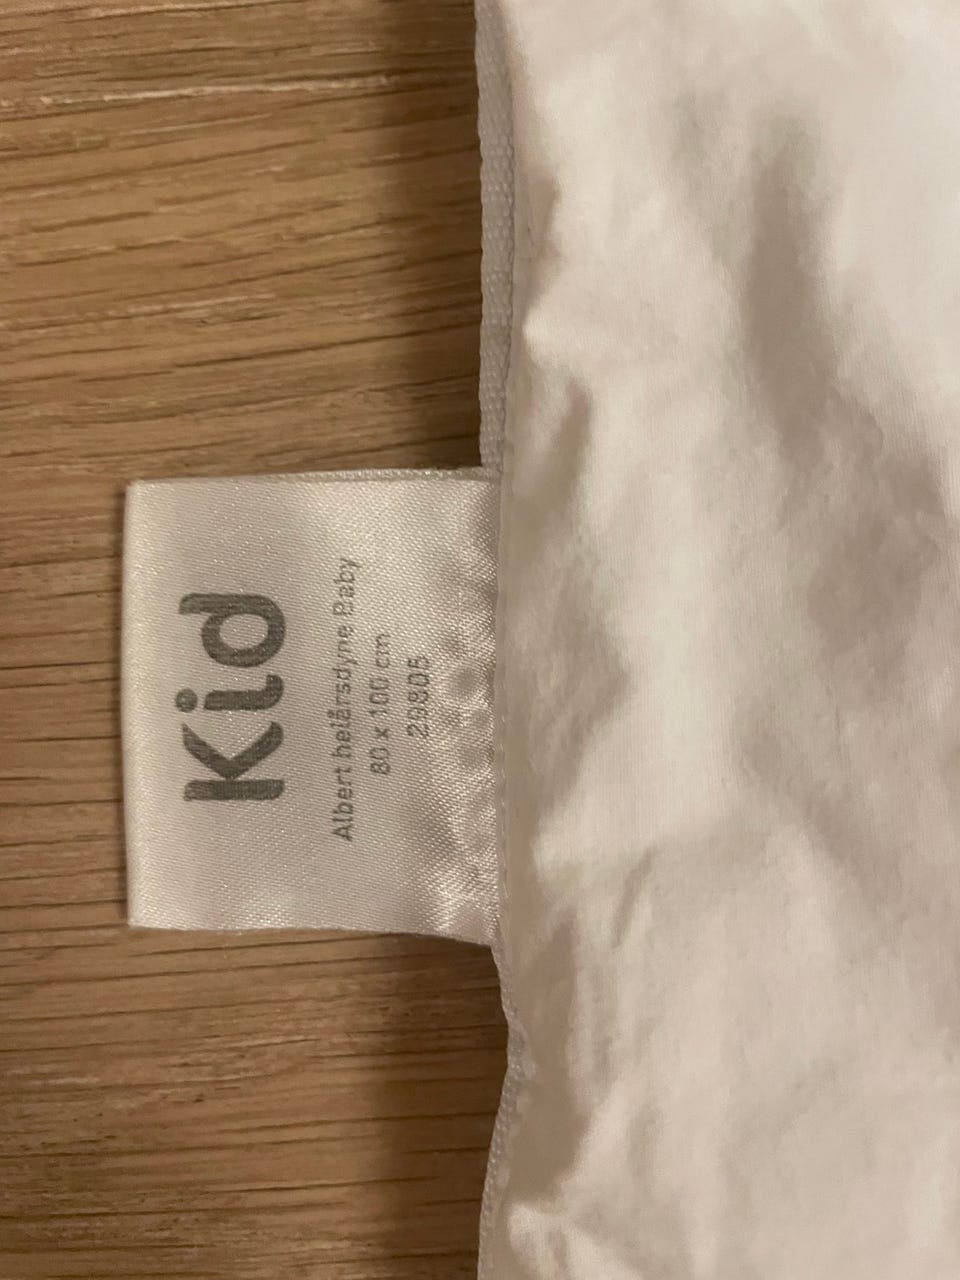 Kid
Albert helårsdyne Baby
80 x 100 cm
29805